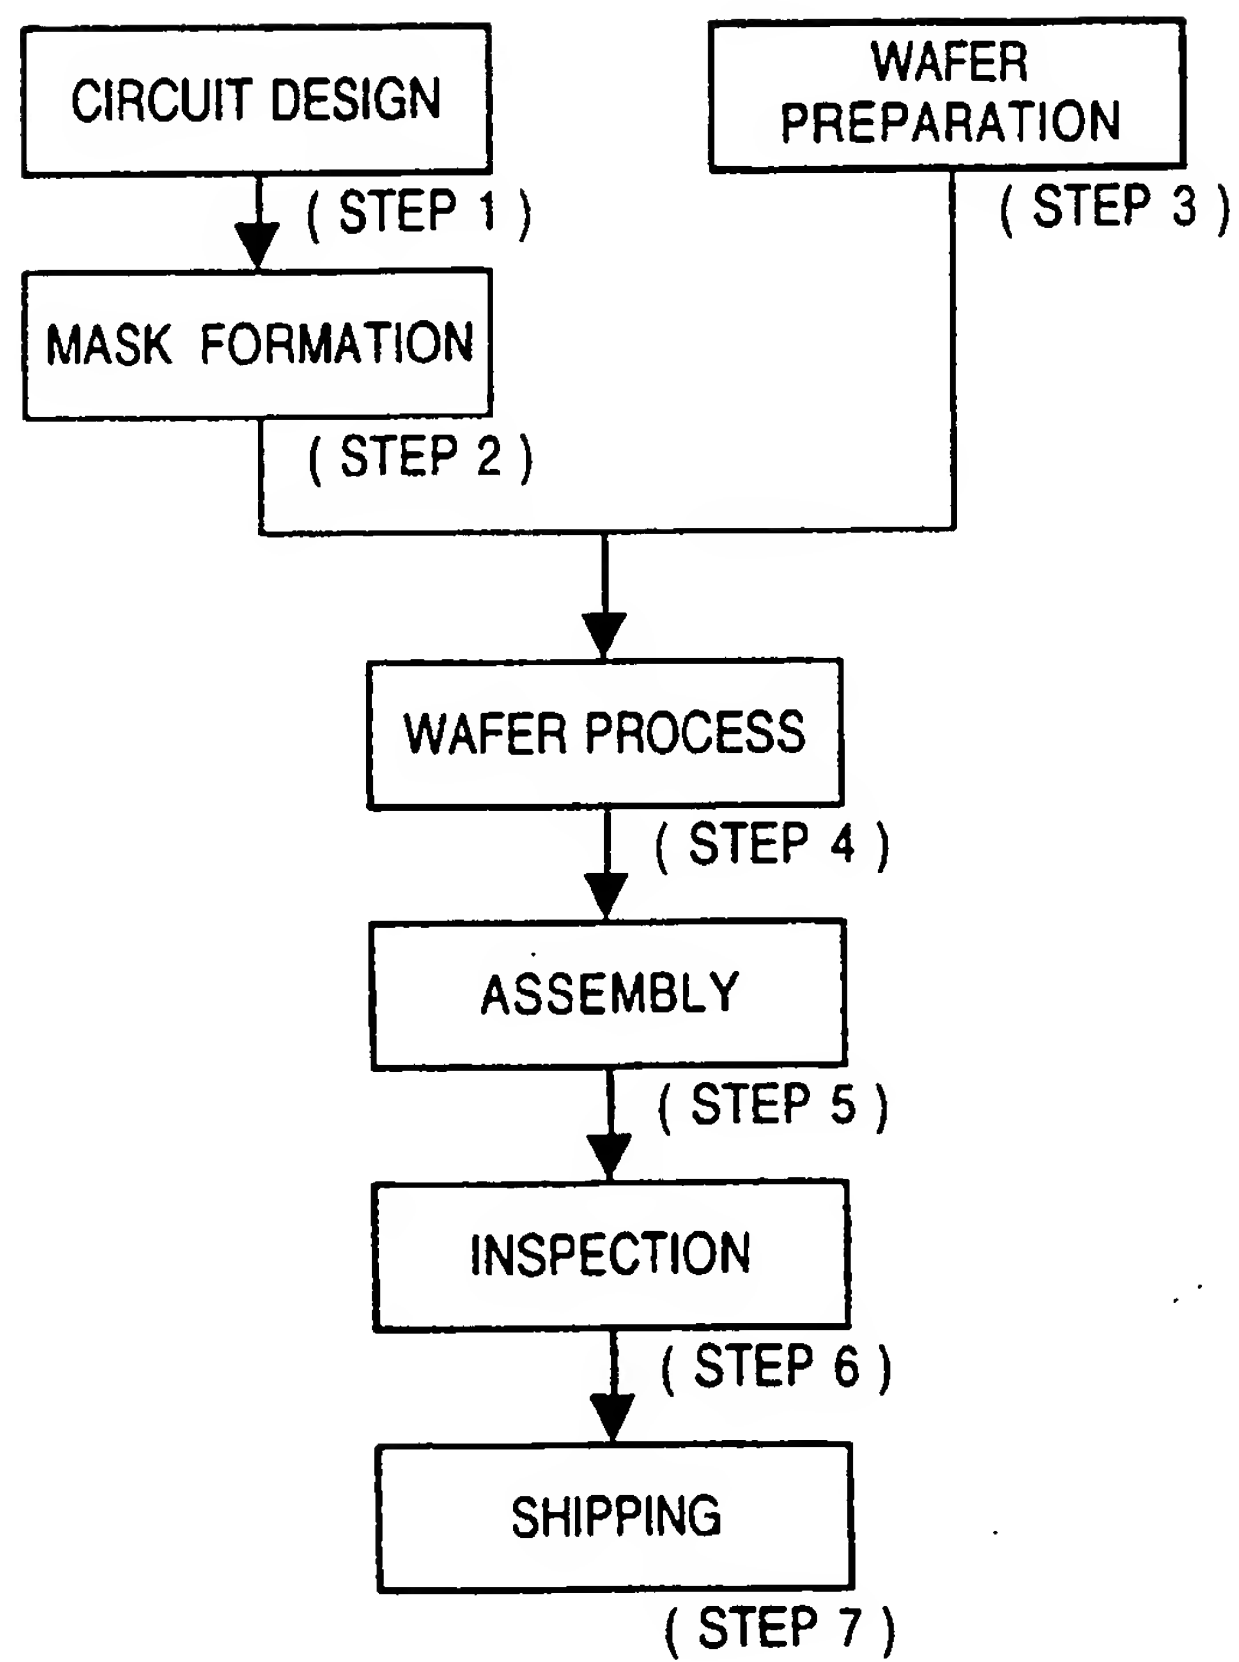 CIRCUIT DESIGN
( STEP 1 )
WAFER
PREPARATION
( STEP 3 )
MASK FORMATION
( STEP 2 )
WAFER PROCESS
( STEP 4 )
ASSEMBLY
( STEP 5 )
INSPECTION
( STEP 6 )
SHIPPING
( STEP 7 )